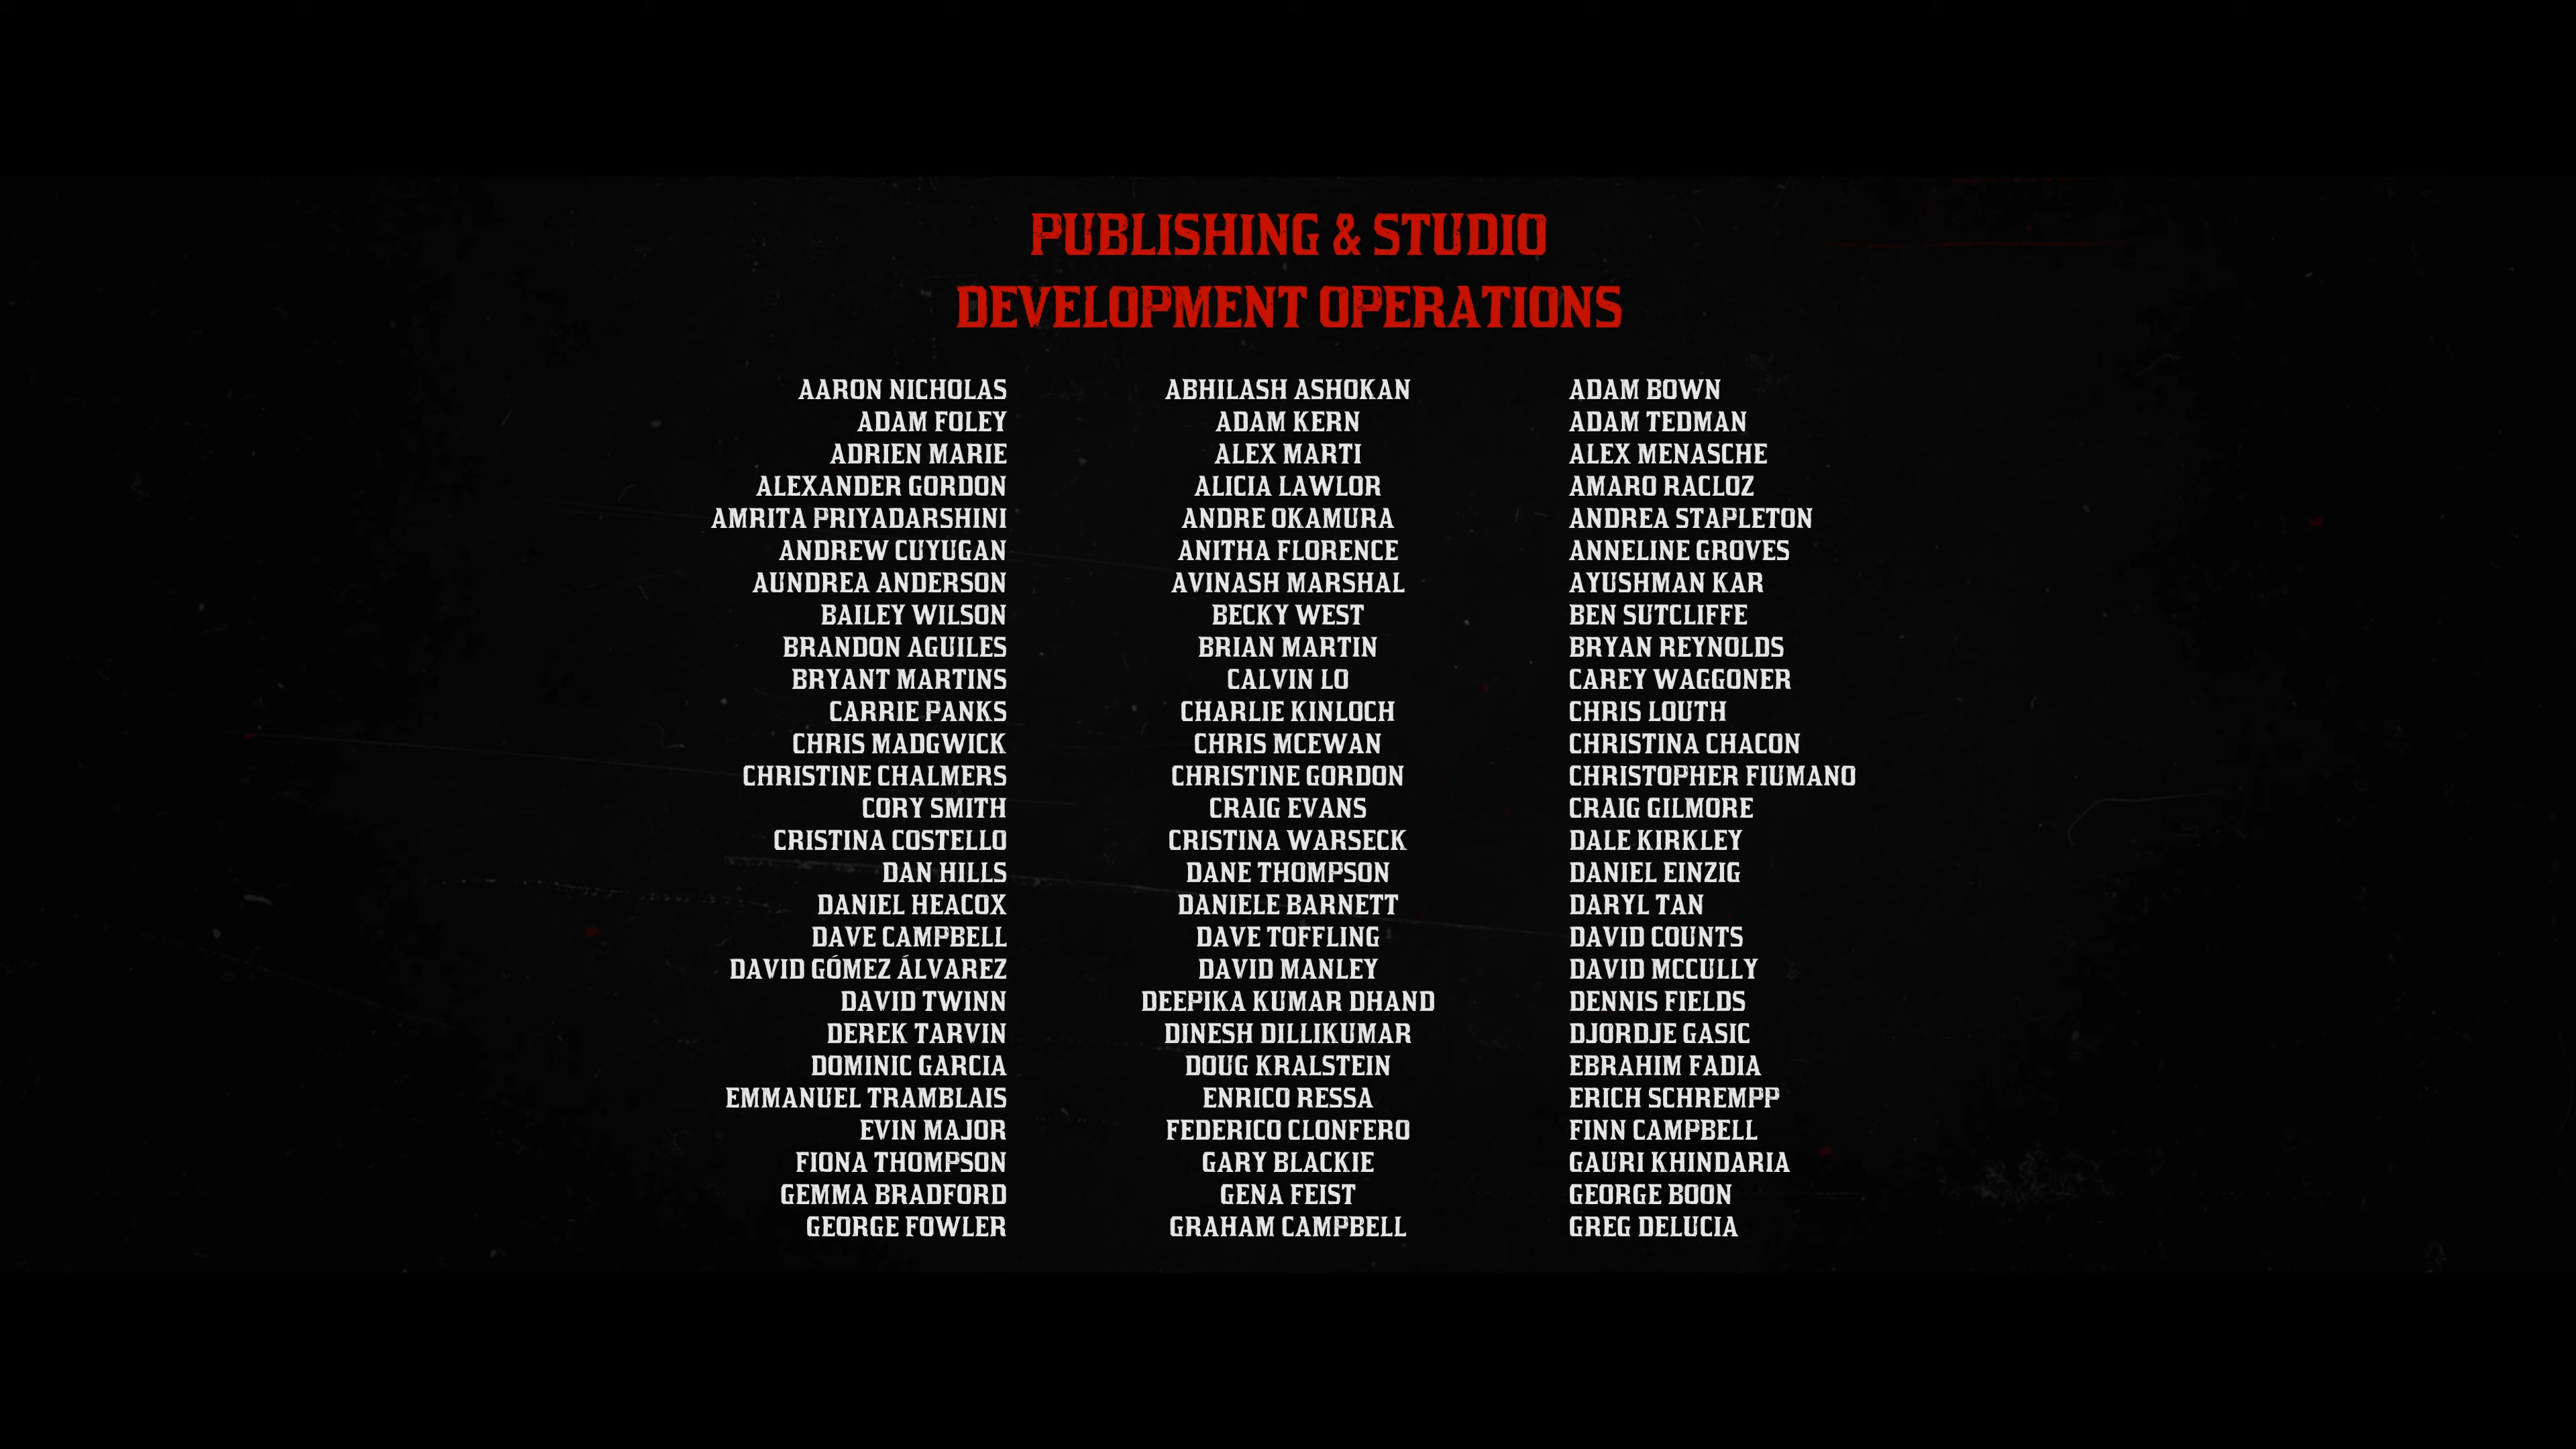 PUBLISHING & STUDIO
DEVELOPMENT OPERATIONS
AARON NICHOLAS ABHILASH ASHOKAN ADAM BOWN
ADAM FOLEY ADAM KERN ADAM TEDMAN
ADRIEN MARIE ALEX MARTI ALEX MENASCHE
ALEXANDER GORDON ALICIA LAWLOR AMARO RACLOZ
AMRITA PRIYADARSHINI ANDRE OKAMURA ANDREA STAPLETON
ANDREW CUYUGAN ANITHA FLORENCE ANNELINE GROVES
AUNDREA ANDERSON AVINASH MARSHAL AYUSHMAN KAR
BAILEY WILSON BECKY WEST BEN SUTCLIFFE
BRANDON AGUILES BRIAN MARTIN BRYAN REYNOLDS
BRYANT MARTINS CALVIN LO CAREY WAGGONER
CARRIE PANKS CHARLIE KINLOCH CHRIS LOUTH
CHRIS MADGWICK CHRIS MCEWAN CHRISTINA CHACON
CHRISTINE CHALMERS CHRISTINE GORDON CHRISTOPHER FIUMANO
CORY SMITH CRAIG EVANS CRAIG GILMORE
CRISTINA COSTELLO CRISTINA WARSECK DALE KIRKLEY
DAN HILLS DANE THOMPSON DANIEL EINZIG
DANIEL HEACOX DANIELE BARNETT DARYL TAN
DAVE CAMPBELL DAVE TOFFLING DAVID COUNTS
DAVID GÓMEZ ÁLVAREZ DAVID MANLEY DAVID MCCULLY
DAVID TWINN DEEPIKA KUMAR DHAND DENNIS FIELDS
DEREK TARVIN DINESH DILLIKUMAR DJORDJE GASIC
DOMINIC GARCIA DOUG KRALSTEIN EBRAHIM FADIA
EMMANUEL TRAMBLAIS ENRICO RESSA ERICH SCHREMPP
EVIN MAJOR FEDERICO CLONFERO FINN CAMPBELL
FIONA THOMPSON GARY BLACKIE GAURI KHINDARIA
GEMMA BRADFORD GENA FEIST GEORGE BOON
GEORGE FOWLER GRAHAM CAMPBELL GREG DELUCIA